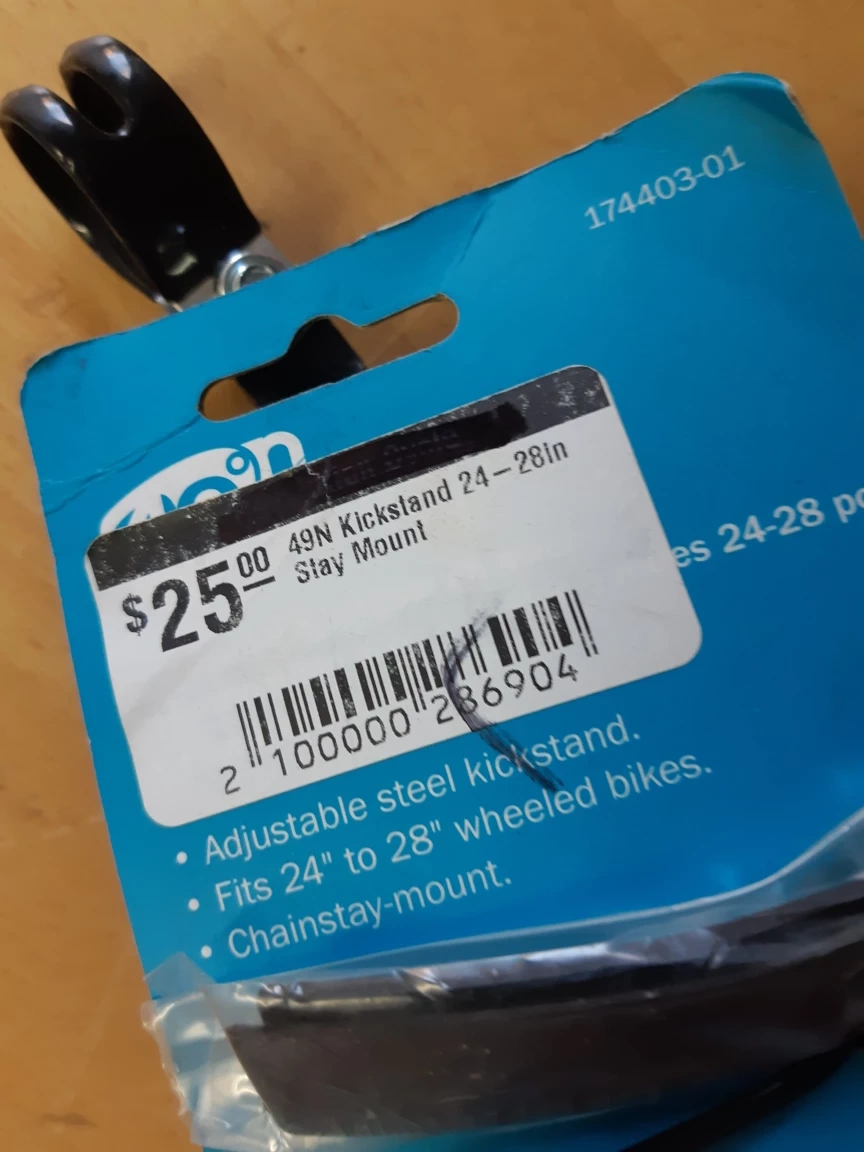 174403-01
$25.00
49N Kickstand 24-28in
Stay Mount
es 24-28 po
2 100000 286904
• Adjustable steel kickstand.
• Fits 24" to 28" wheeled bikes.
• Chainstay-mount.